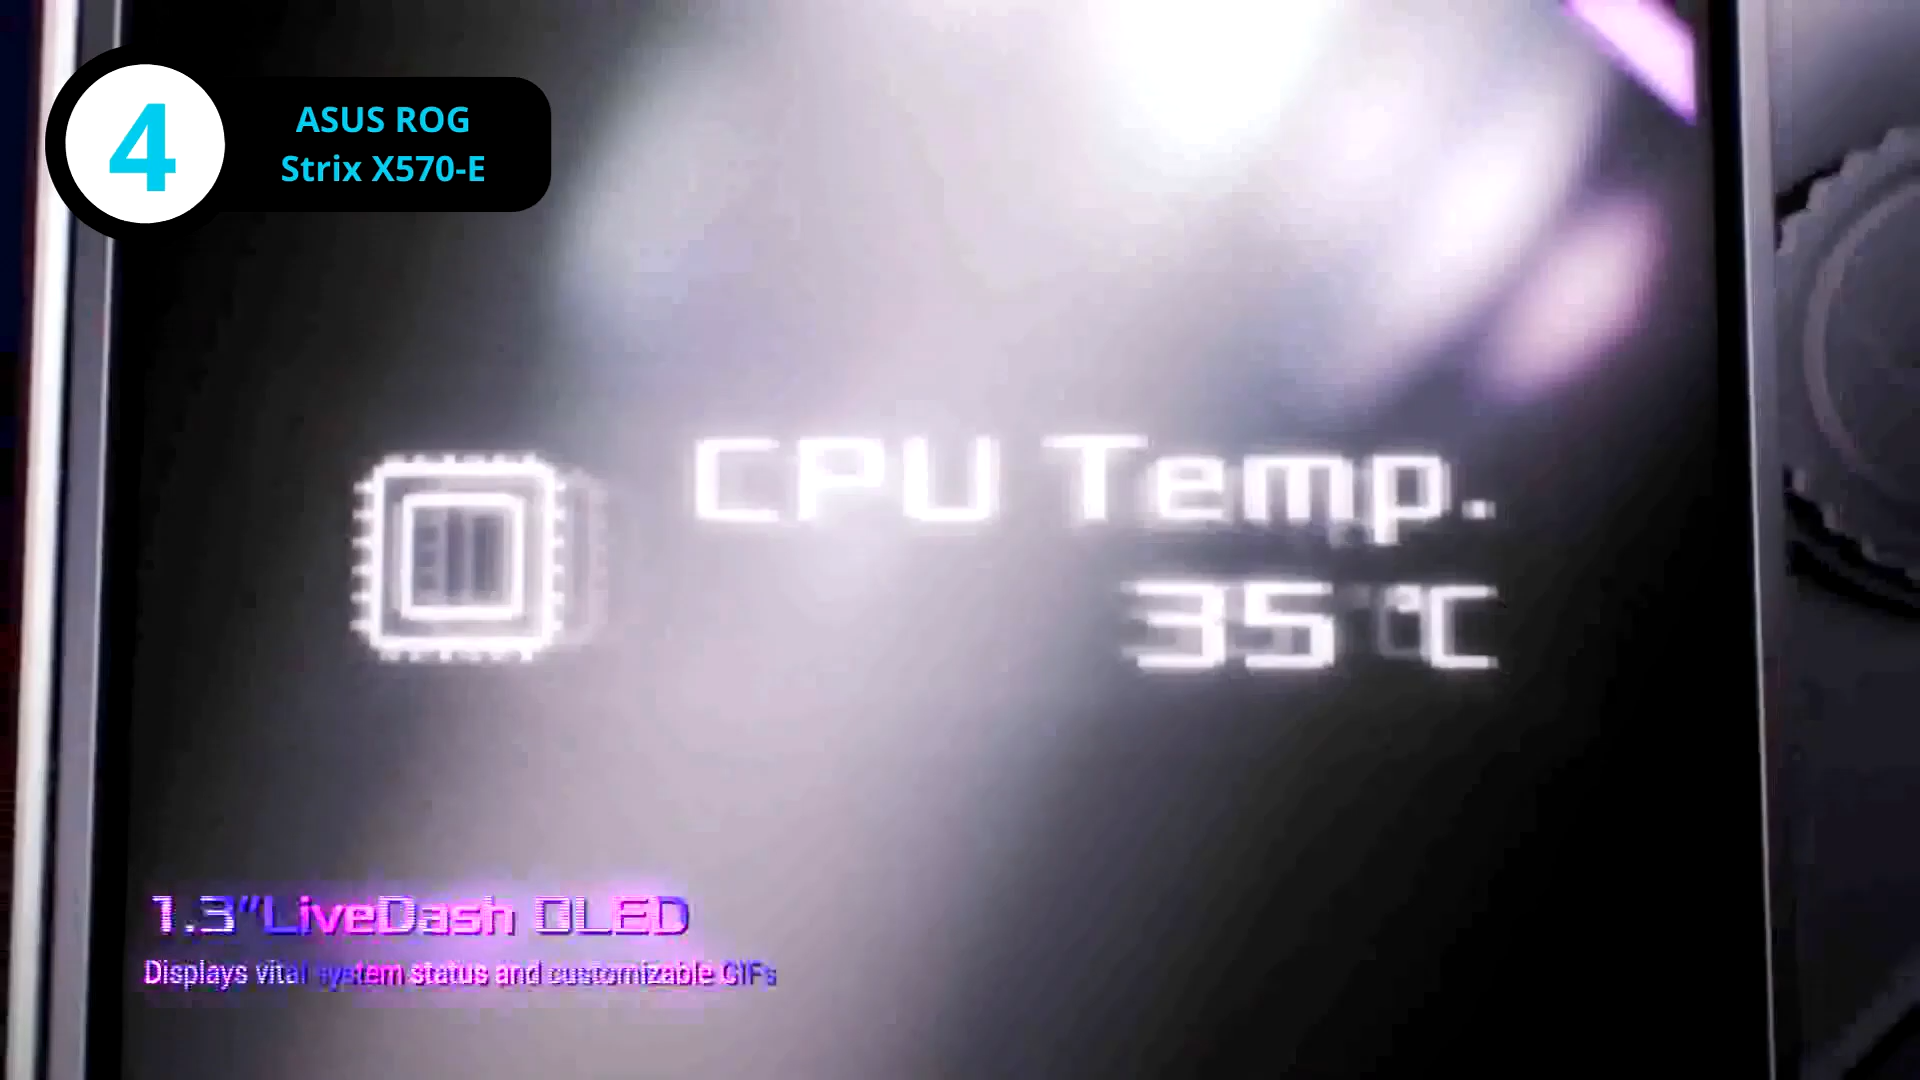 4
ASUS ROG
Strix X570-E
CPU Temp.
35°C
1.3"LiveDash OLED
Displays vital system status and customizable GIFs